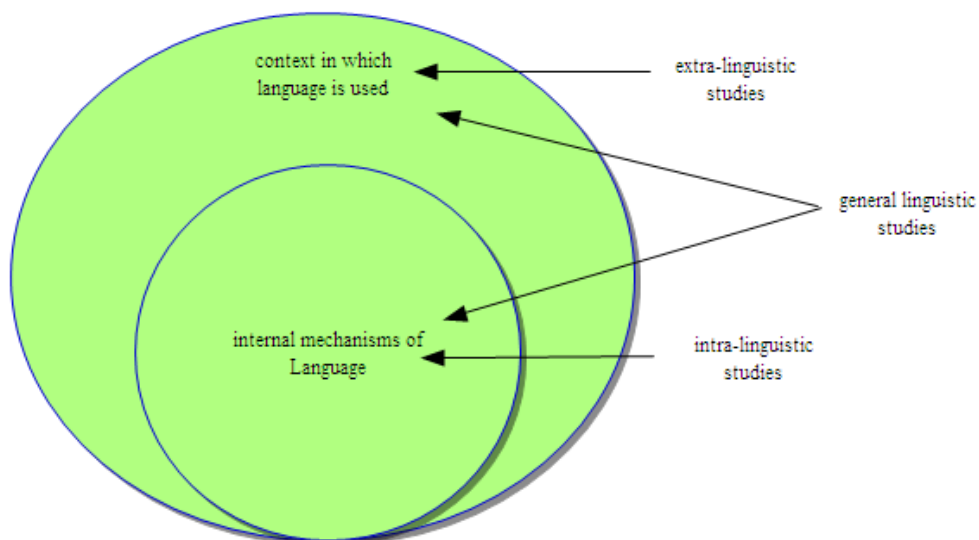 context in which
language is used
extra-linguistic
studies
general linguistic
studies
internal mechanisms of
Language
intra-linguistic
studies